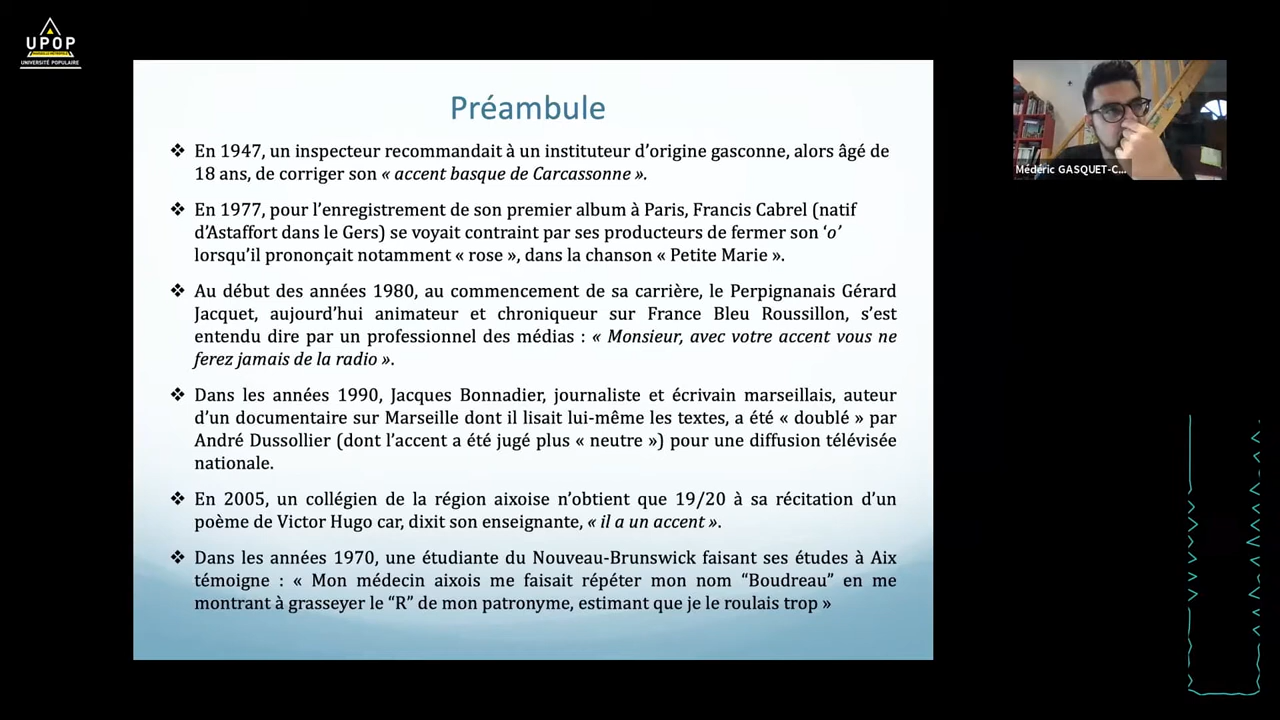 UPOP
UNIVERSITÉ POPULAIRE
Préambule
❖ En 1947, un inspecteur recommandait à un instituteur d’origine gasconne, alors âgé de
18 ans, de corriger son « accent basque de Carcassonne ».
❖ En 1977, pour l’enregistrement de son premier album à Paris, Francis Cabrel (natif
d’Astaffort dans le Gers) se voyait contraint par ses producteurs de fermer son ‘o’
lorsqu’il prononçait notamment « rose », dans la chanson « Petite Marie ».
❖ Au début des années 1980, au commencement de sa carrière, le Perpignanais Gérard
Jacquet, aujourd’hui animateur et chroniqueur sur France Bleu Roussillon, s’est
entendu dire par un professionnel des médias : « Monsieur, avec votre accent vous ne
ferez jamais de la radio ».
❖ Dans les années 1990, Jacques Bonnadier, journaliste et écrivain marseillais, auteur
d’un documentaire sur Marseille dont il lisait lui-même les textes, a été « doublé » par
André Dussollier (dont l’accent a été jugé plus « neutre ») pour une diffusion télévisée
nationale.
❖ En 2005, un collégien de la région aixoise n’obtient que 19/20 à sa récitation d’un
poème de Victor Hugo car, dixit son enseignante, « il a un accent ».
❖ Dans les années 1970, une étudiante du Nouveau-Brunswick faisant ses études à Aix
témoigne : « Mon médecin aixois me faisait répéter mon nom “Boudreau” en me
montrant à grasseyer le “R” de mon patronyme, estimant que je le roulais trop »
Médéric GASQUET-C...